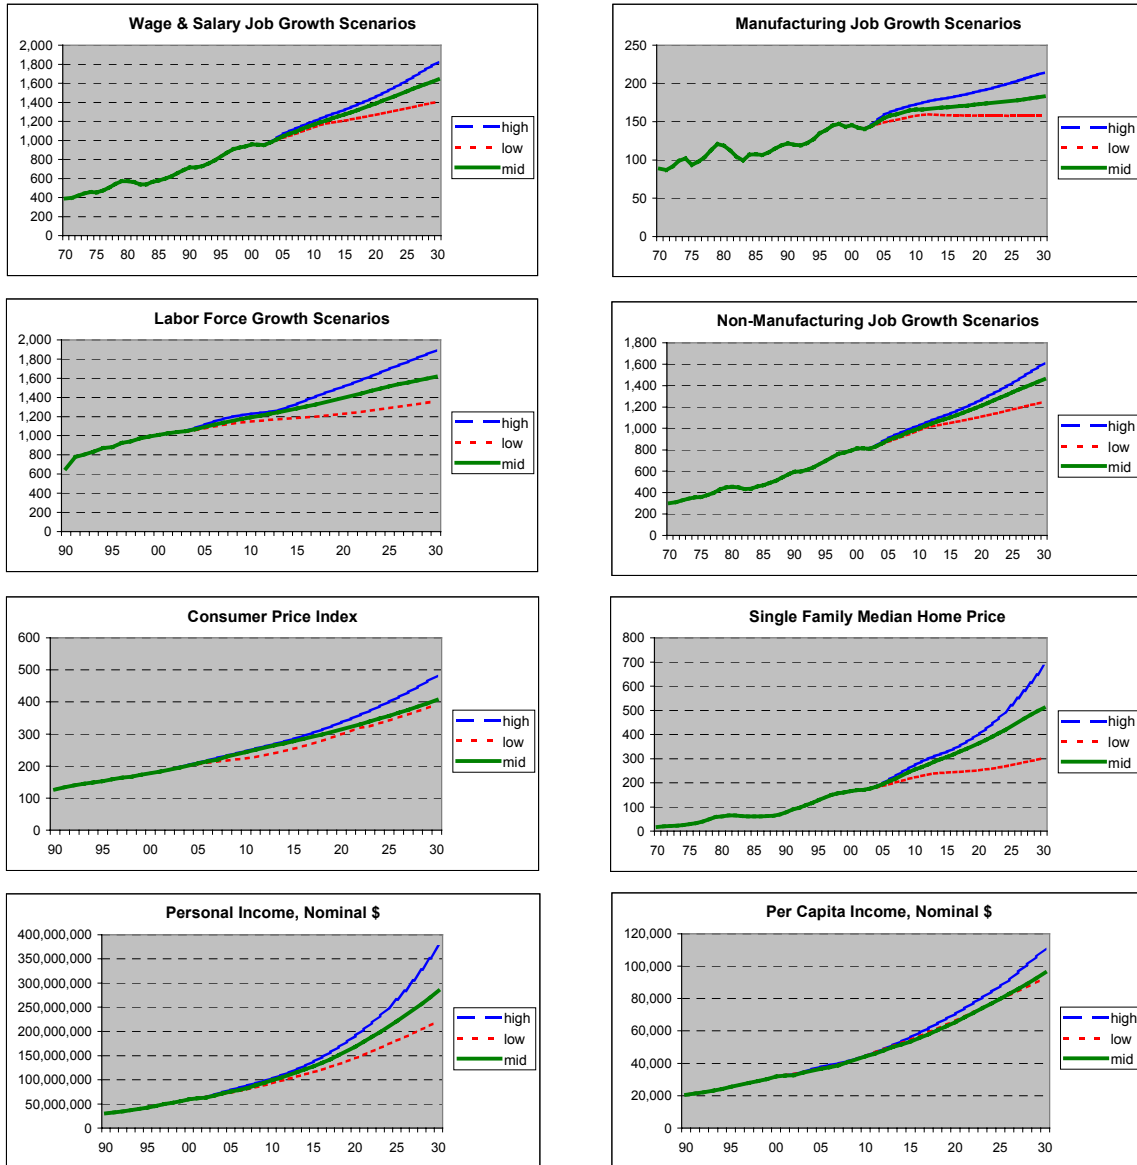 Wage & Salary Job Growth Scenarios
2,000
1,800
1,600
1,400
1,200
1,000
800
600
400
200
0
70 75 80 85 90 95 00 05 10 15 20 25 30
high
low
mid
Manufacturing Job Growth Scenarios
250
200
150
100
50
0
70 75 80 85 90 95 00 05 10 15 20 25 30
high
low
mid
Labor Force Growth Scenarios
2,000
1,800
1,600
1,400
1,200
1,000
800
600
400
200
0
90 95 00 05 10 15 20 25 30
high
low
mid
Non-Manufacturing Job Growth Scenarios
1,800
1,600
1,400
1,200
1,000
800
600
400
200
0
70 75 80 85 90 95 00 05 10 15 20 25 30
high
low
mid
Consumer Price Index
600
500
400
300
200
100
0
90 95 00 05 10 15 20 25 30
high
low
mid
Single Family Median Home Price
800
700
600
500
400
300
200
100
0
70 75 80 85 90 95 00 05 10 15 20 25 30
high
low
mid
Personal Income, Nominal $
400,000,000
350,000,000
300,000,000
250,000,000
200,000,000
150,000,000
100,000,000
50,000,000
0
90 95 00 05 10 15 20 25 30
high
low
mid
Per Capita Income, Nominal $
120,000
100,000
80,000
60,000
40,000
20,000
0
90 95 00 05 10 15 20 25 30
high
low
mid